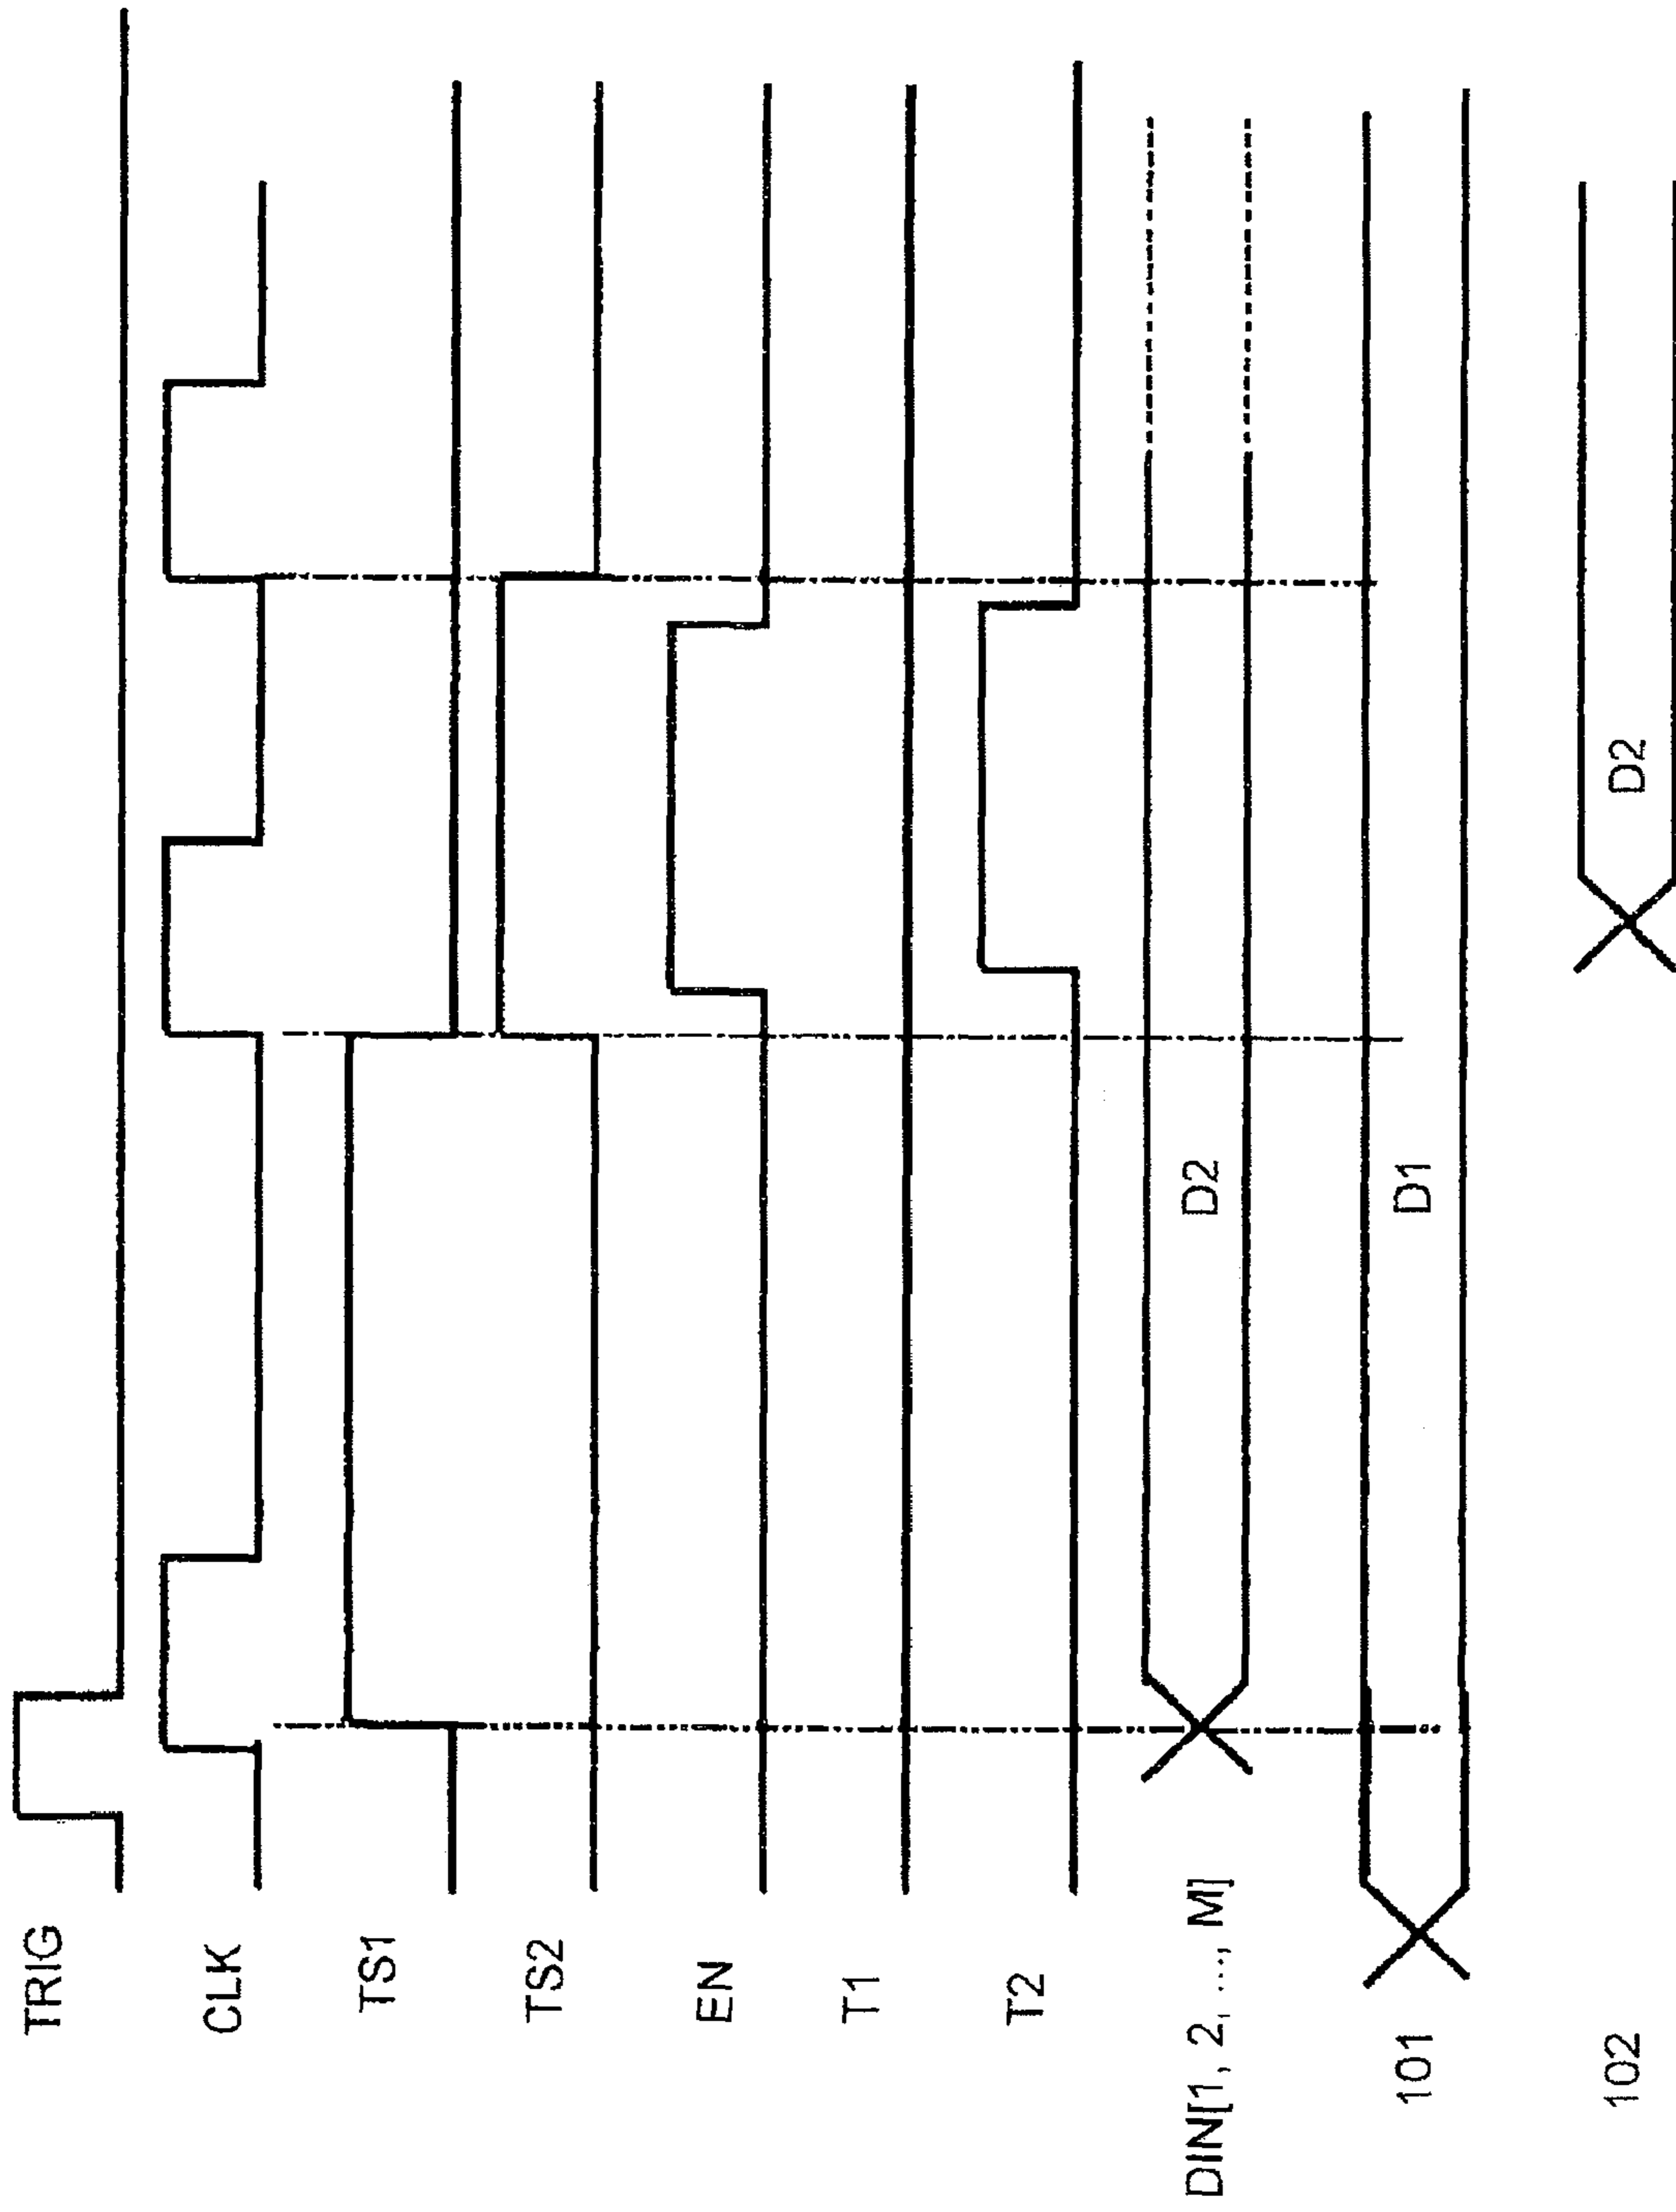 TRIG
CLK
TS1
TS2
EN
T1
T2
DIN[1, 2, ..., M]
D2
101
D1
102
D2